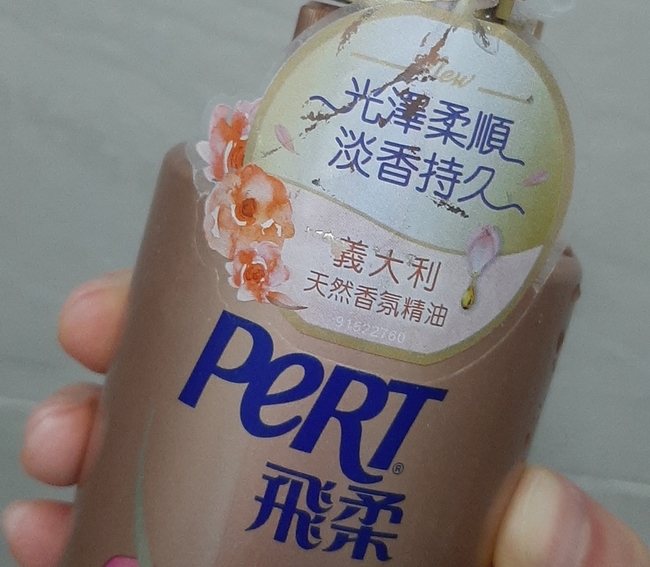 New
光澤柔順
淡香持久
義大利
天然香氛精油
91622760
PERT®
飛柔